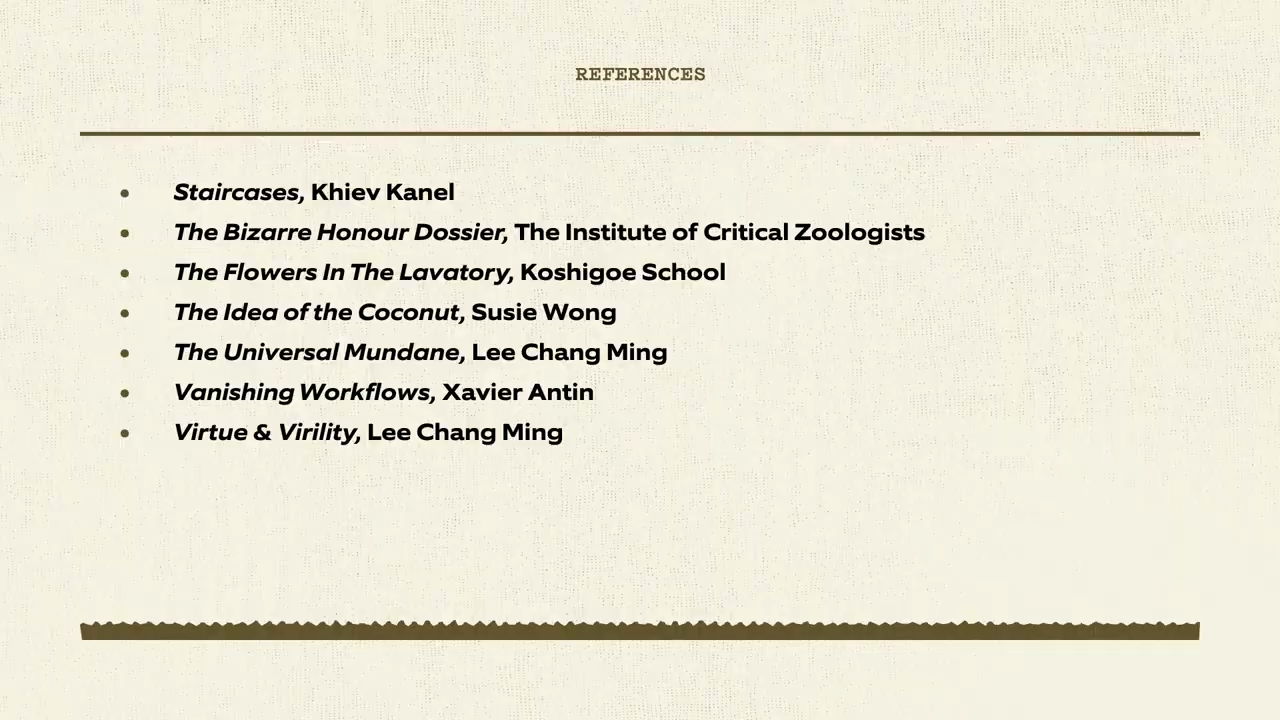 REFERENCES
• Staircases, Khiev Kanel
• The Bizarre Honour Dossier, The Institute of Critical Zoologists
• The Flowers In The Lavatory, Koshigoe School
• The Idea of the Coconut, Susie Wong
• The Universal Mundane, Lee Chang Ming
• Vanishing Workflows, Xavier Antin
• Virtue & Virility, Lee Chang Ming